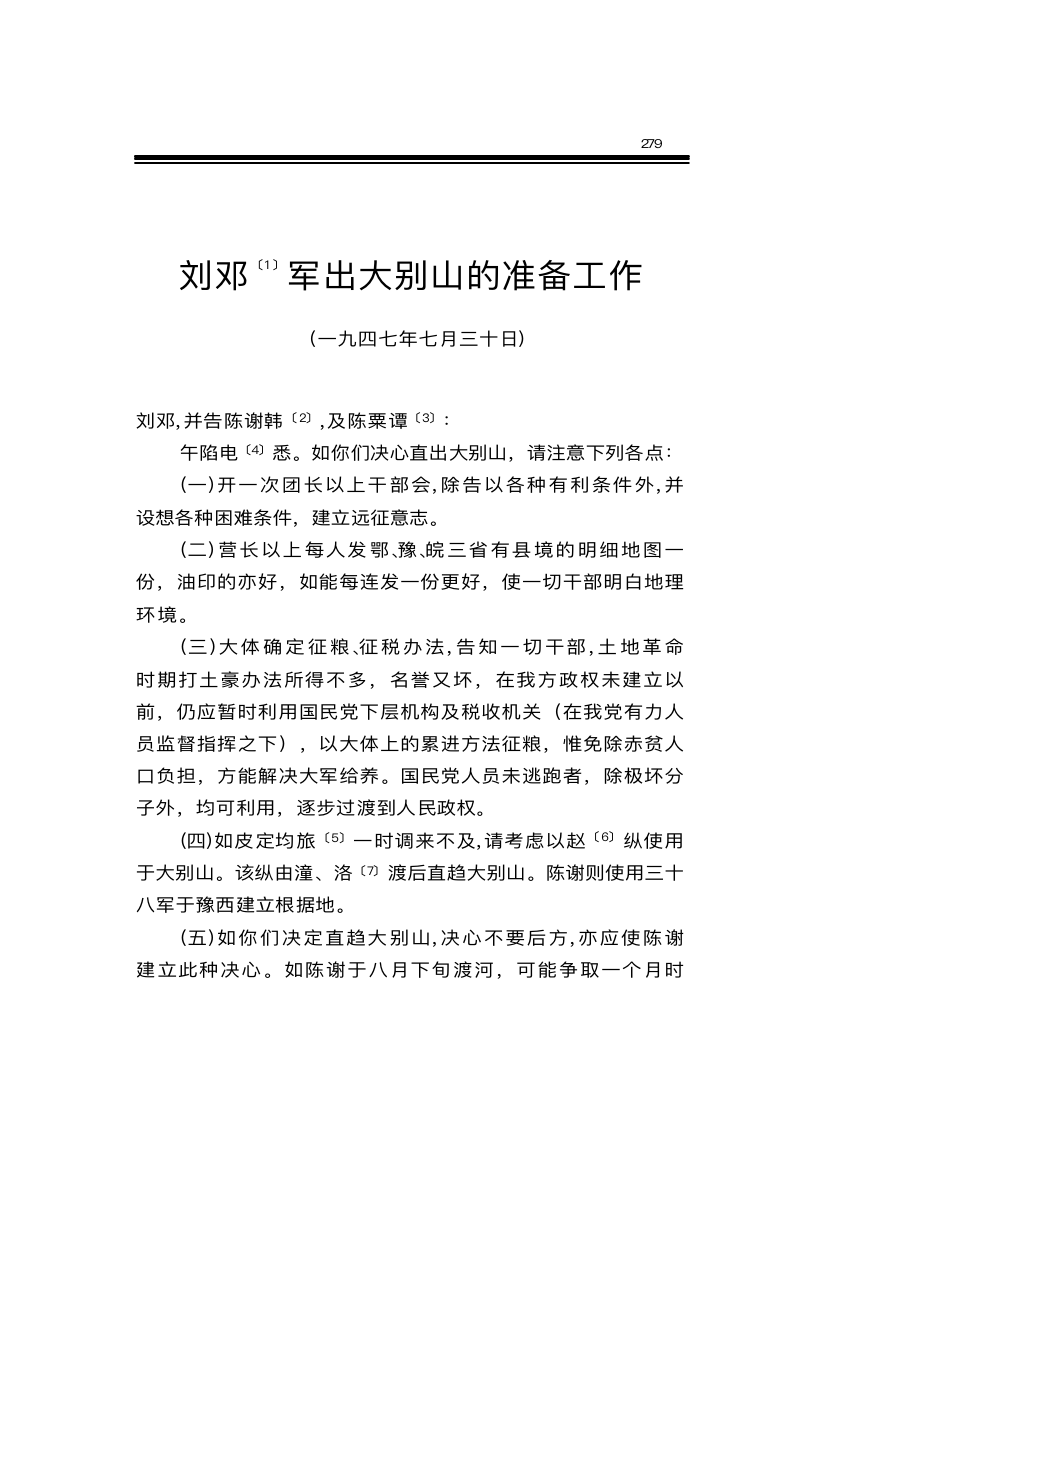 279
刘邓〔1〕军出大别山的准备工作
(一九四七年七月三十日)
刘邓,并告陈谢韩〔2〕,及陈粟谭〔3〕:
午陷电〔4〕悉。如你们决心直出大别山，请注意下列各点：
(一)开一次团长以上干部会,除告以各种有利条件外,并
设想各种困难条件，建立远征意志。
(二)营长以上每人发鄂、豫、皖三省有县境的明细地图一
份，油印的亦好，如能每连发一份更好，使一切干部明白地理
环境。
(三)大体确定征粮、征税办法,告知一切干部,土地革命
时期打土豪办法所得不多，名誉又坏，在我方政权未建立以
前，仍应暂时利用国民党下层机构及税收机关（在我党有力人
员监督指挥之下），以大体上的累进方法征粮，惟免除赤贫人
口负担，方能解决大军给养。国民党人员未逃跑者，除极坏分
子外，均可利用，逐步过渡到人民政权。
(四)如皮定均旅〔5〕一时调来不及,请考虑以赵〔6〕纵使用
于大别山。该纵由潼、洛〔7〕渡后直趋大别山。陈谢则使用三十
八军于豫西建立根据地。
(五)如你们决定直趋大别山,决心不要后方,亦应使陈谢
建立此种决心。如陈谢于八月下旬渡河，可能争取一个月时